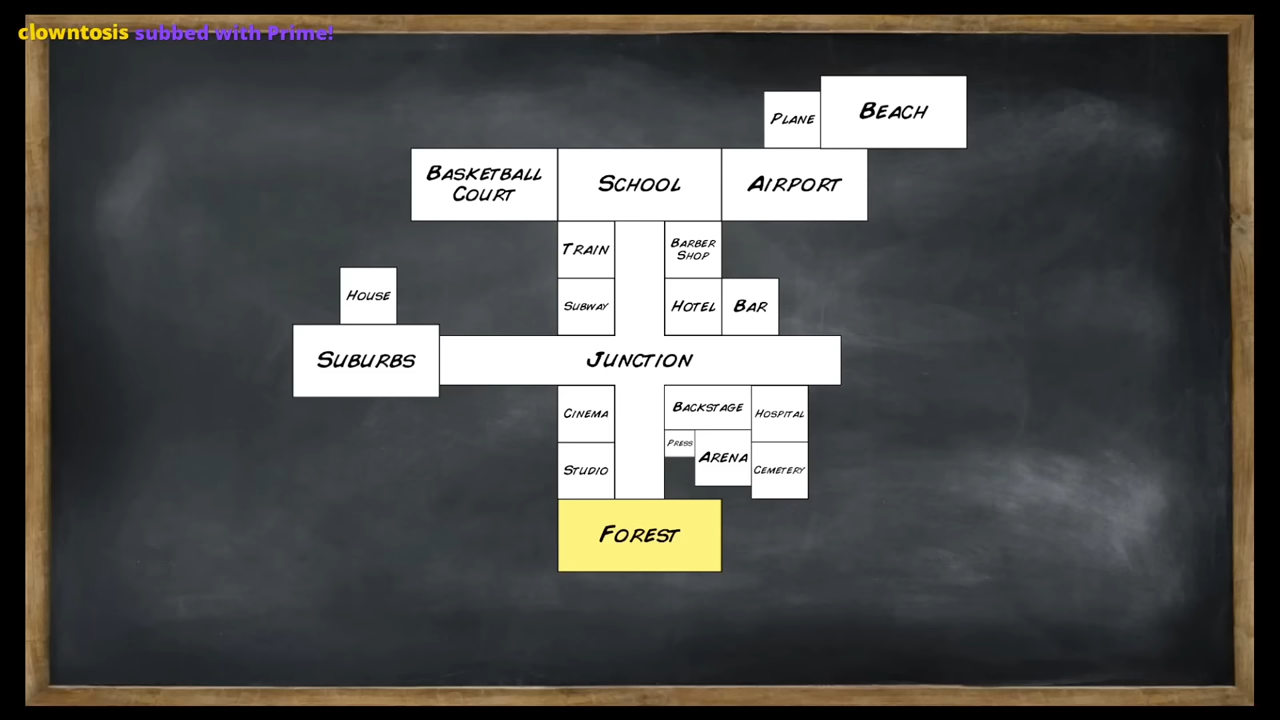 clowntosis subbed with Prime!
BEACH
PLANE
BASKETBALL
COURT
SCHOOL
AIRPORT
TRAIN
BARBER
SHOP
HOUSE
SUBWAY
HOTEL
BAR
SUBURBS
JUNCTION
CINEMA
BACKSTAGE
HOSPITAL
PRESS
ARENA
STUDIO
CEMETERY
FOREST